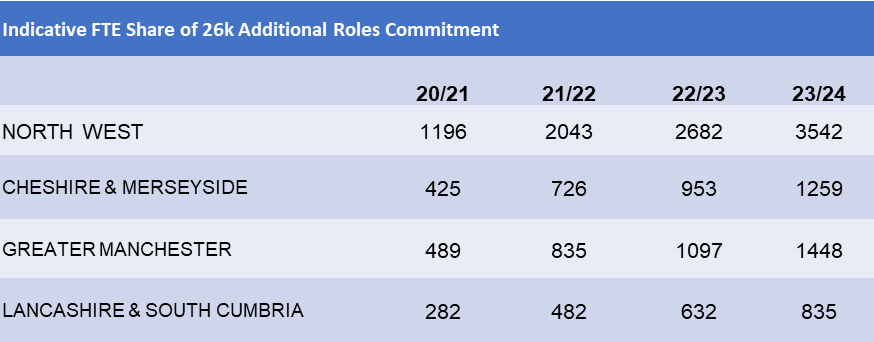 Indicative FTE Share of 26k Additional Roles Commitment
20/21 21/22 22/23 23/24
NORTH WEST 1196 2043 2682 3542
CHESHIRE & MERSEYSIDE 425 726 953 1259
GREATER MANCHESTER 489 835 1097 1448
LANCASHIRE & SOUTH CUMBRIA 282 482 632 835